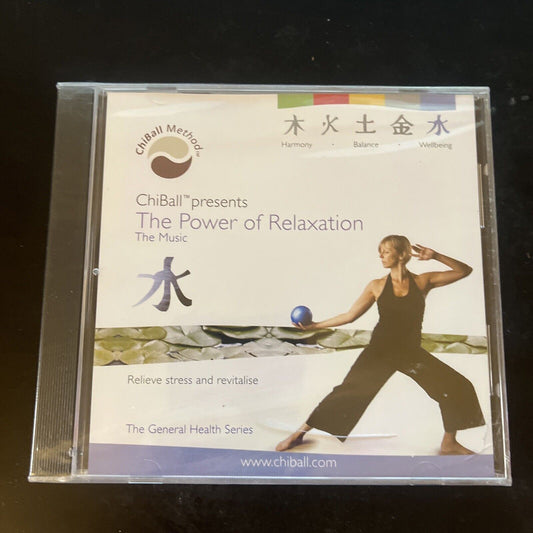 ChiBall Method™
木 火 土 金 水
Harmony · Balance · Wellbeing
ChiBall™ presents
The Power of Relaxation
The Music
水
Relieve stress and revitalise
The General Health Series
www.chiball.com